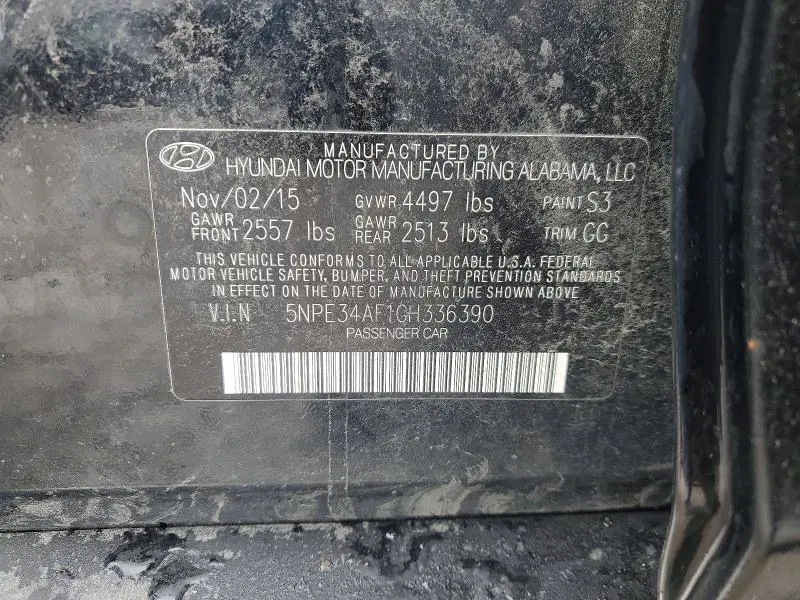 MANUFACTURED BY
HYUNDAI MOTOR MANUFACTURING ALABAMA, LLC
Nov/02/15 GVWR 4497 lbs PAINT S3
GAWR FRONT 2557 lbs GAWR REAR 2513 lbs TRIM GG
THIS VEHICLE CONFORMS TO ALL APPLICABLE U.S.A. FEDERAL
MOTOR VEHICLE SAFETY, BUMPER, AND THEFT PREVENTION STANDARDS
IN EFFECT ON THE DATE OF MANUFACTURE SHOWN ABOVE
V.I.N 5NPE34AF1GH336390
PASSENGER CAR